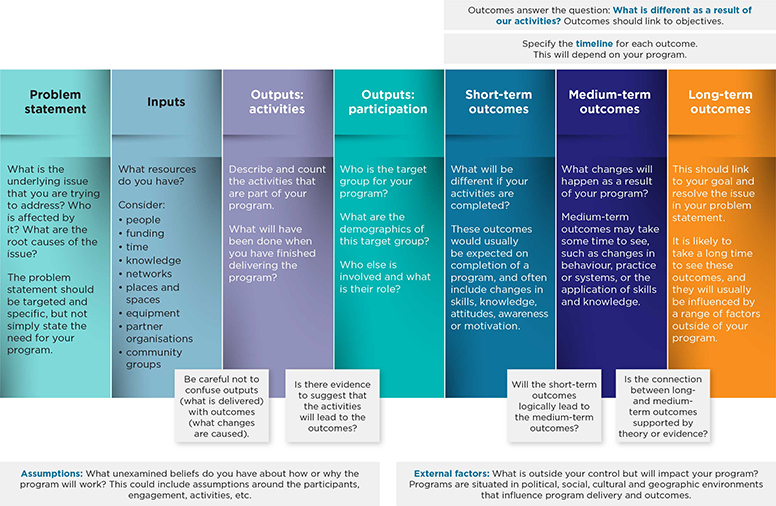 Outcomes answer the question: What is different as a result of
our activities? Outcomes should link to objectives.
Specify the timeline for each outcome.
This will depend on your program.
Problem
statement
What is the
underlying issue
that you are trying
to address? Who
is affected by
it? What are the
root causes of the
issue?
The problem
statement should
be targeted and
specific, but not
simply state the
need for your
program.
Inputs
What resources
do you have?
Consider:
• people
• funding
• time
• knowledge
• networks
• places and
spaces
• equipment
• partner
organisations
• community
groups
Outputs:
activities
Describe and count
the activities that
are part of your
program.
What will have
been done when
you have finished
delivering the
program?
Outputs:
participation
Who is the target
group for your
program?
What are the
demographics of
this target group?
Who else is
involved and what
is their role?
Short-term
outcomes
What will be
different if your
activities are
completed?
These outcomes
would usually
be expected on
completion of a
program, and often
include changes in
skills, knowledge,
attitudes, awareness
or motivation.
Medium-term
outcomes
What changes will
happen as a result
of your program?
Medium-term
outcomes may take
some time to see,
such as changes in
behaviour, practice
or systems, or the
application of skills
and knowledge.
Long-term
outcomes
This should link
to your goal and
resolve the issue
in your problem
statement.
It is likely to
take a long time
to see these
outcomes, and
they will usually
be influenced by
a range of factors
outside of your
program.
Be careful not to
confuse outputs
(what is delivered)
with outcomes
(what changes
are caused).
Is there evidence
to suggest that
the activities
will lead to the
outcomes?
Will the short-term
outcomes
logically lead to
the medium-term
outcomes?
Is the connection
between long-
and medium-
term outcomes
supported by
theory or evidence?
Assumptions: What unexamined beliefs do you have about how or why the
program will work? This could include assumptions around the participants,
engagement, activities, etc.
External factors: What is outside your control but will impact your program?
Programs are situated in political, social, cultural and geographic environments
that influence program delivery and outcomes.